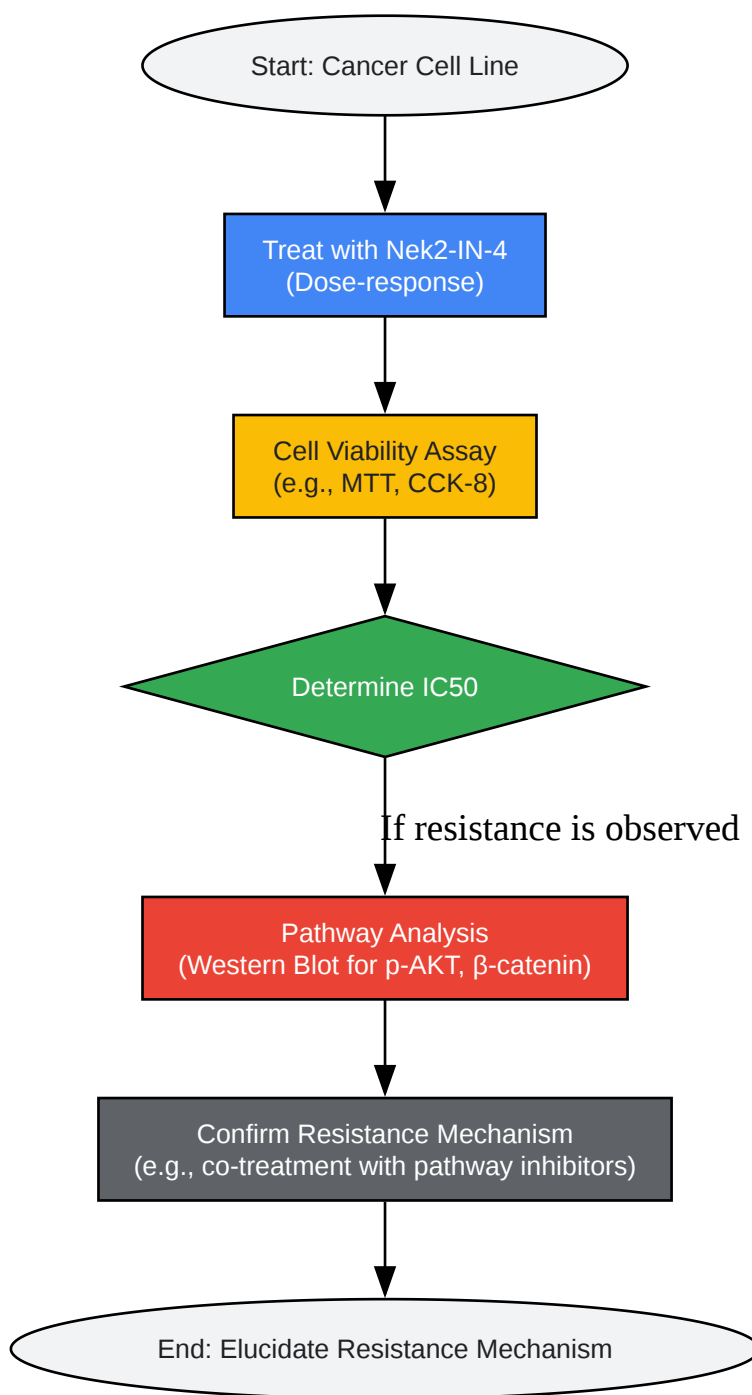 Start: Cancer Cell Line
Treat with Nek2-IN-4
(Dose-response)
Cell Viability Assay
(e.g., MTT, CCK-8)
Determine IC50
If resistance is observed
Pathway Analysis
(Western Blot for p-AKT, β-catenin)
Confirm Resistance Mechanism
(e.g., co-treatment with pathway inhibitors)
End: Elucidate Resistance Mechanism